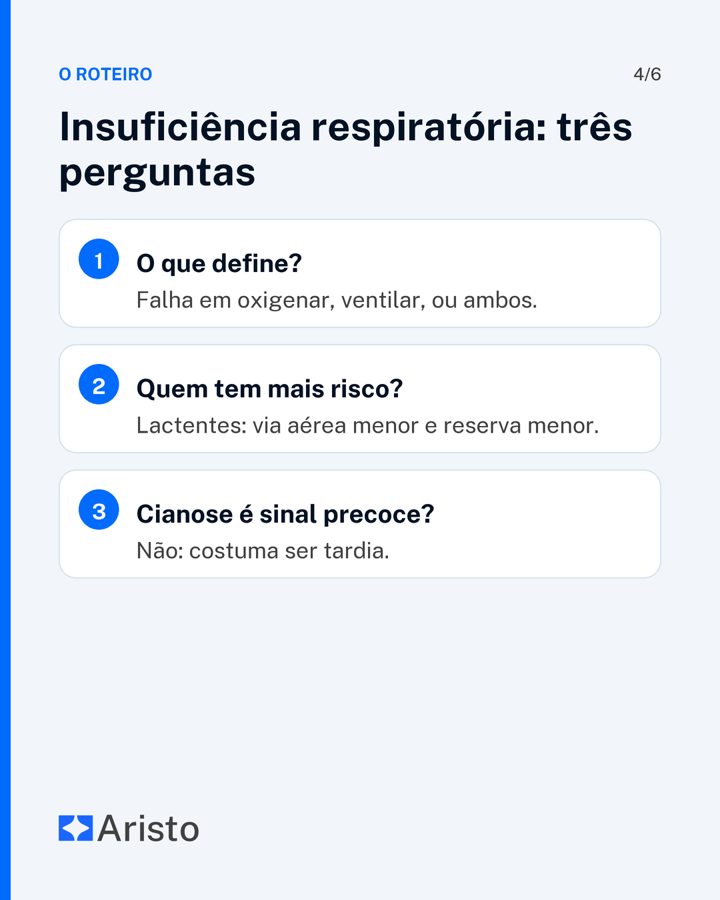 O ROTEIRO
4/6
Insuficiência respiratória: três
perguntas
1
O que define?
Falha em oxigenar, ventilar, ou ambos.
2
Quem tem mais risco?
Lactentes: via aérea menor e reserva menor.
3
Cianose é sinal precoce?
Não: costuma ser tardia.
Aristo